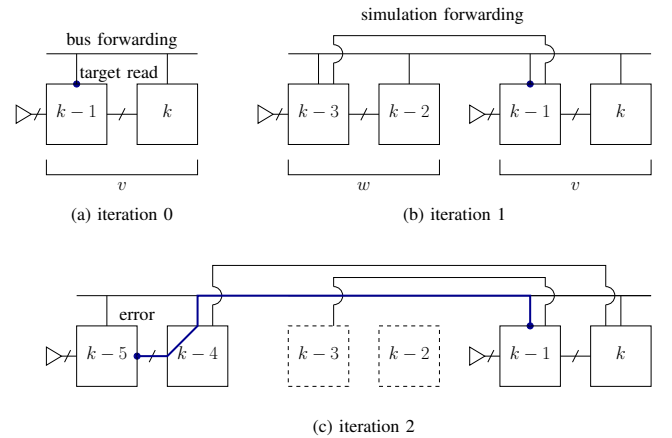 simulation forwarding
bus forwarding
target read
k − 1 k k − 3 k − 2 k − 1 k
v w v
(a) iteration 0 (b) iteration 1
error
k − 5 k − 4 k − 3 k − 2 k − 1 k
(c) iteration 2